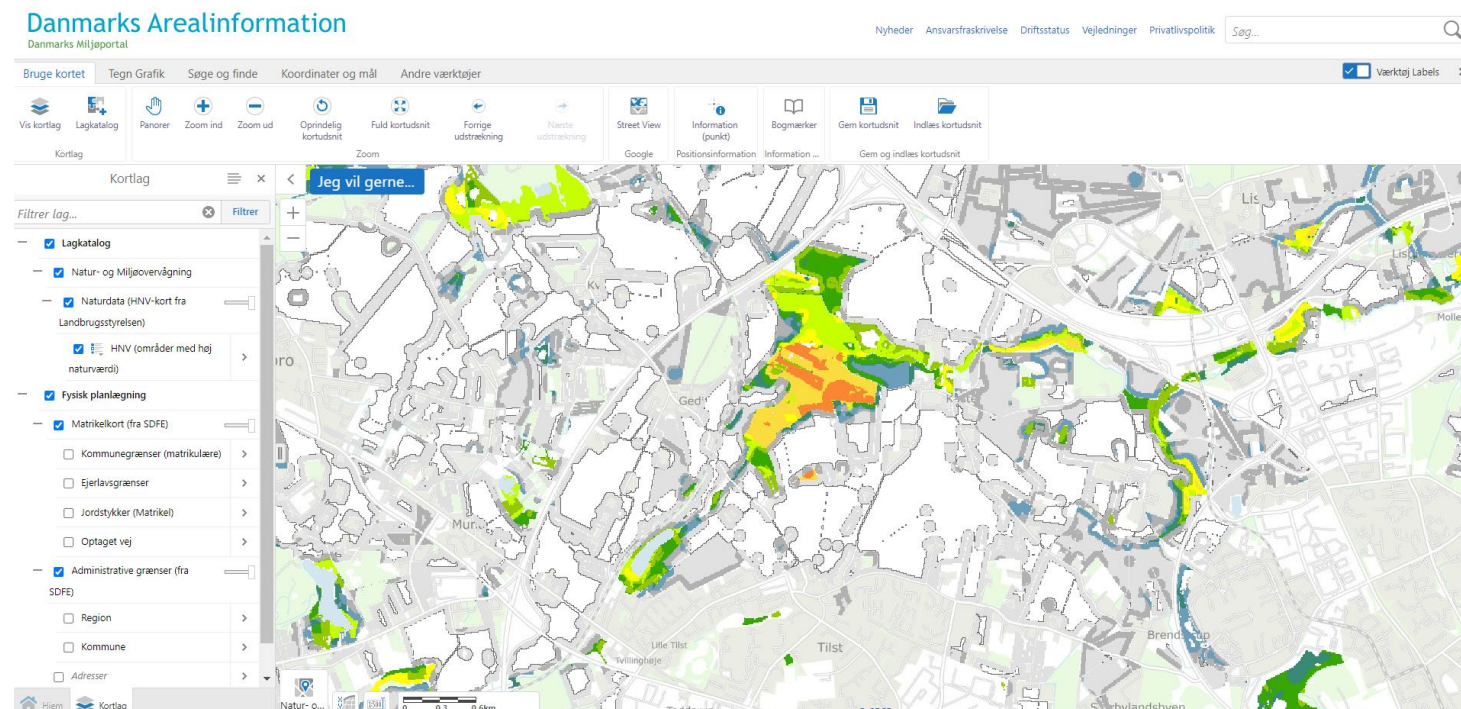 Danmarks Arealinformation
Danmarks Miljøportal
Nyheder Ansvarsfraskrivelse Driftsstatus Vejledninger Privatlivspolitik Søg...
Bruge kortet Tegn Grafik Søge og finde Koordinater og mål Andre værktøjer
Værktøj Labels
Vis kortlag Lagkatalog Panorer Zoom ind Zoom ud Oprindelig kortudsnit Fuld kortudsnit Forrige udstrækning Næste udstrækning Street View Information (punkt) Bogmærker Gem kortudsnit Indlæs kortudsnit
Kortlag Zoom Google Positionsinformation Information ... Gem og indlæs kortudsnit
Kortlag
Jeg vil gerne...
Filtrer lag...
Filtrer
Lagkatalog
Natur- og Miljøovervågning
Naturdata (HNV-kort fra
Landbrugsstyrelsen)
HNV (områder med høj
naturværdi)
Fysisk planlægning
Matrikelkort (fra SDFE)
Kommunegrænser (matrikulære)
Ejerlavsgrænser
Jordstykker (Matrikel)
Optaget vej
Administrative grænser (fra
SDFE)
Region
Kommune
Adresser
Hjem Kortlag
Lis
Molle
Ged
Mur
Lille Tilst
Tvillinghøje
Tilst
Natur- o...
0 0.3 0.6km